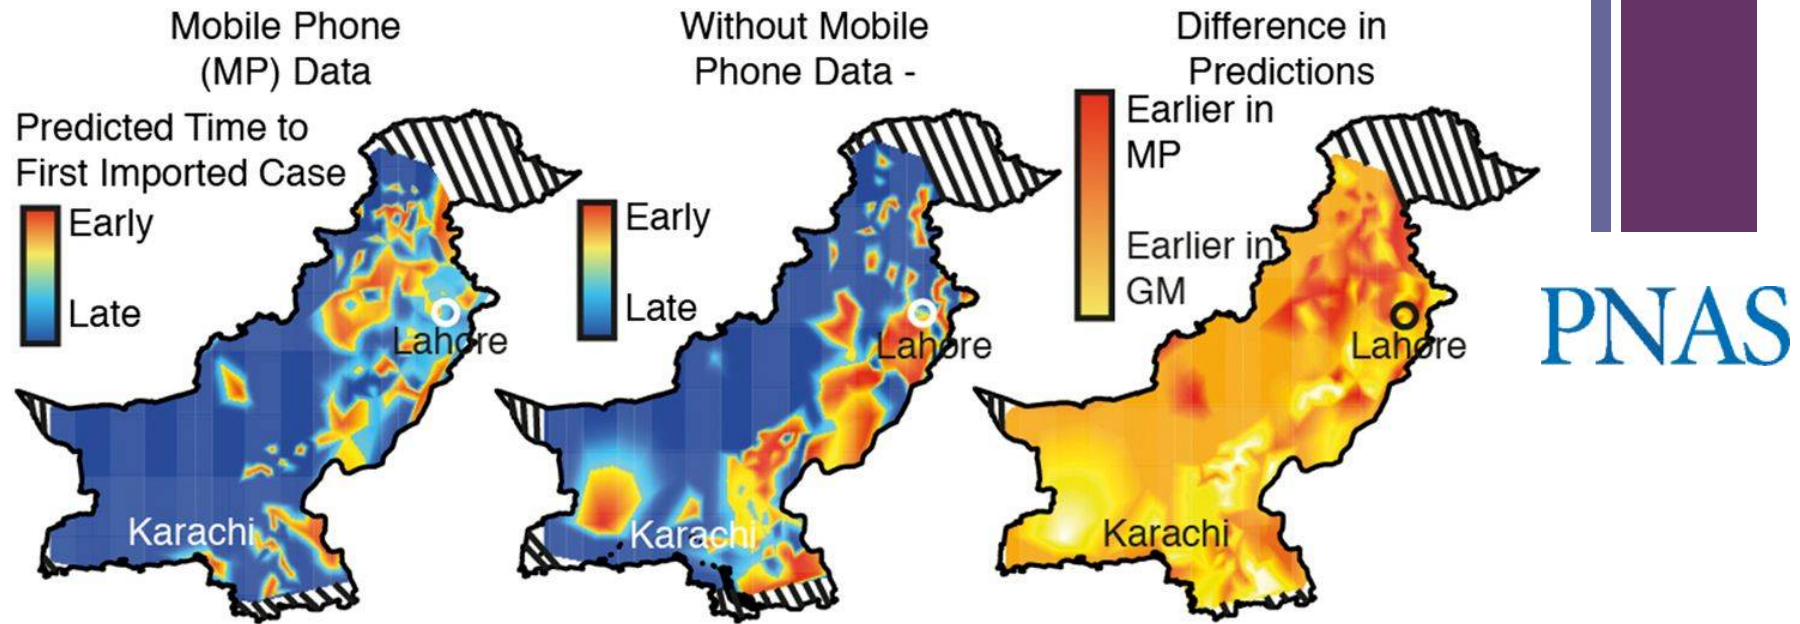 Mobile Phone
(MP) Data
Predicted Time to
First Imported Case
Early
Late
Lahore
Karachi
Without Mobile
Phone Data -
Early
Late
Lahore
Karachi
Difference in
Predictions
Earlier in
MP
Earlier in
GM
Lahore
Karachi
PNAS